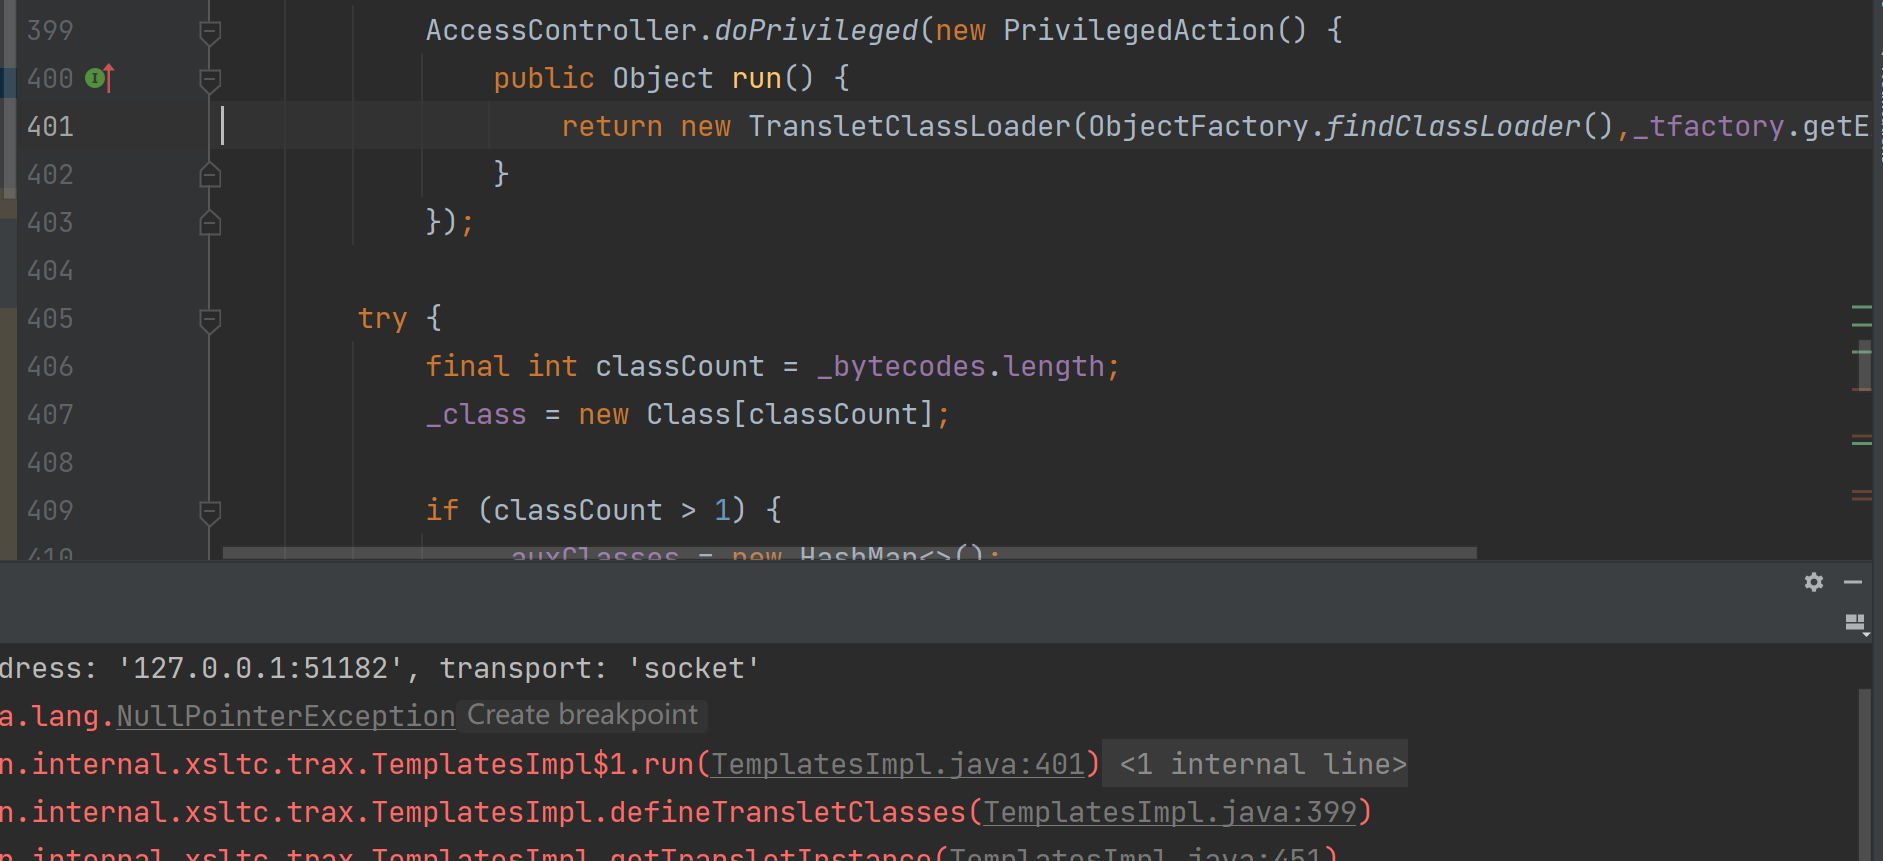 399 AccessController.doPrivileged(new PrivilegedAction() {
400 public Object run() {
401 return new TransletClassLoader(ObjectFactory.findClassLoader(),_tfactory.getE
402 }
403 });
404
405 try {
406 final int classCount = _bytecodes.length;
407 _class = new Class[classCount];
408
409 if (classCount > 1) {
410 _auxClasses = new HashMap<>();
dress: '127.0.0.1:51182', transport: 'socket'
a.lang.NullPointerException Create breakpoint
n.internal.xsltc.trax.TemplatesImpl$1.run(TemplatesImpl.java:401) <1 internal line>
n.internal.xsltc.trax.TemplatesImpl.defineTransletClasses(TemplatesImpl.java:399)
n.internal.xsltc.trax.TemplatesImpl.getTransletInstance(TemplatesImpl.java:451)